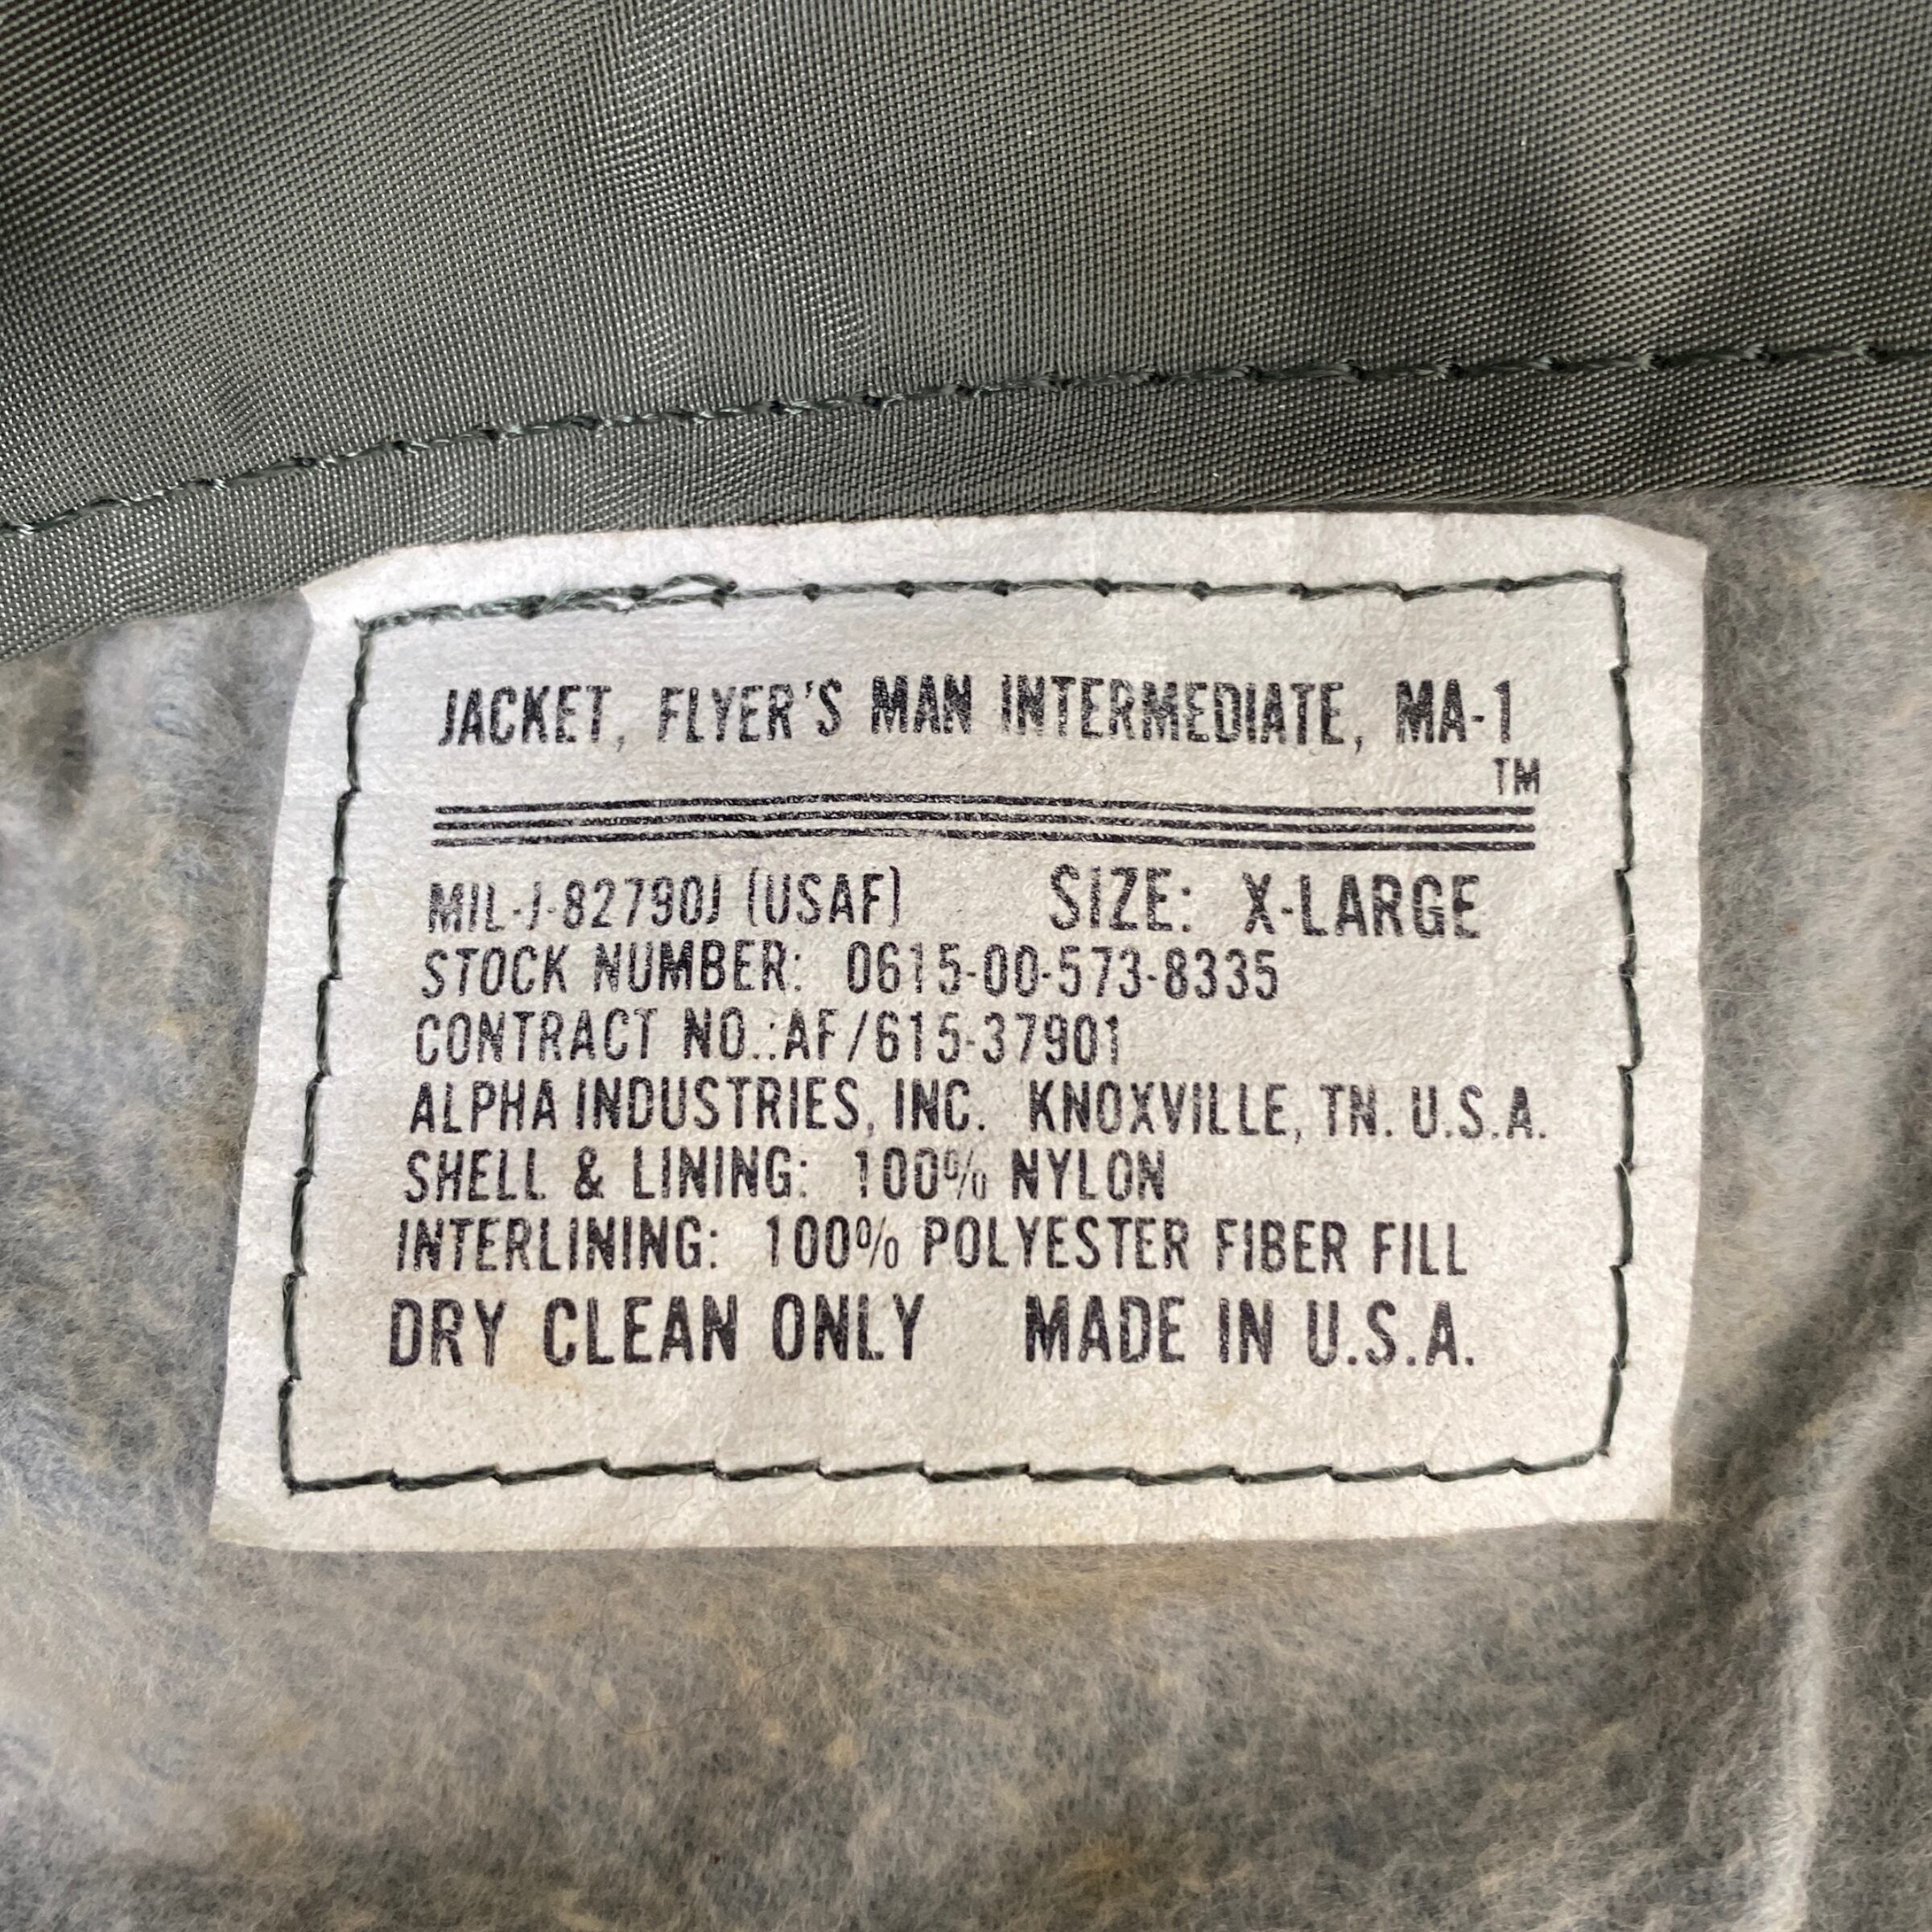 JACKET, FLYER'S MAN INTERMEDIATE, MA-1
TM
MIL-J-82790J (USAF) SIZE: X-LARGE
STOCK NUMBER: 0615-00-573-8335
CONTRACT NO.:AF/615-37901
ALPHA INDUSTRIES, INC. KNOXVILLE, TN. U.S.A.
SHELL & LINING: 100% NYLON
INTERLINING: 100% POLYESTER FIBER FILL
DRY CLEAN ONLY MADE IN U.S.A.